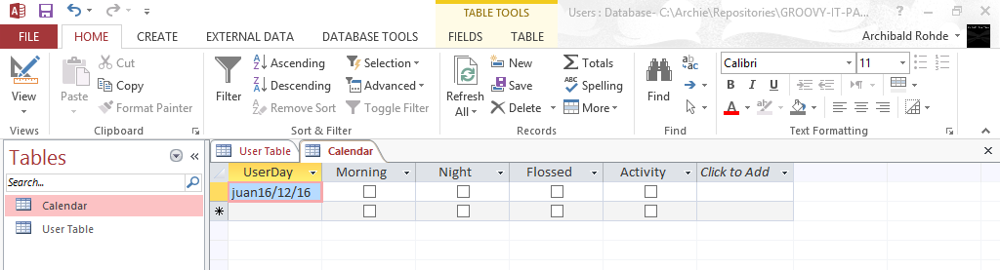 TABLE TOOLS
Users : Database- C:\Archie\Repositories\GROOVY-IT-PA...
FILE HOME CREATE EXTERNAL DATA DATABASE TOOLS FIELDS TABLE Archibald Rohde
View
Views
Paste
Cut
Copy
Format Painter
Clipboard
Filter
Ascending
Descending
Remove Sort
Selection
Advanced
Toggle Filter
Sort & Filter
Refresh
All
New
Save
Delete
Totals
Spelling
More
Records
Find
Find
Calibri 11
B I U
A
Text Formatting
Tables
Search...
Calendar
User Table
User Table Calendar
UserDay Morning Night Flossed Activity Click to Add
juan16/12/16